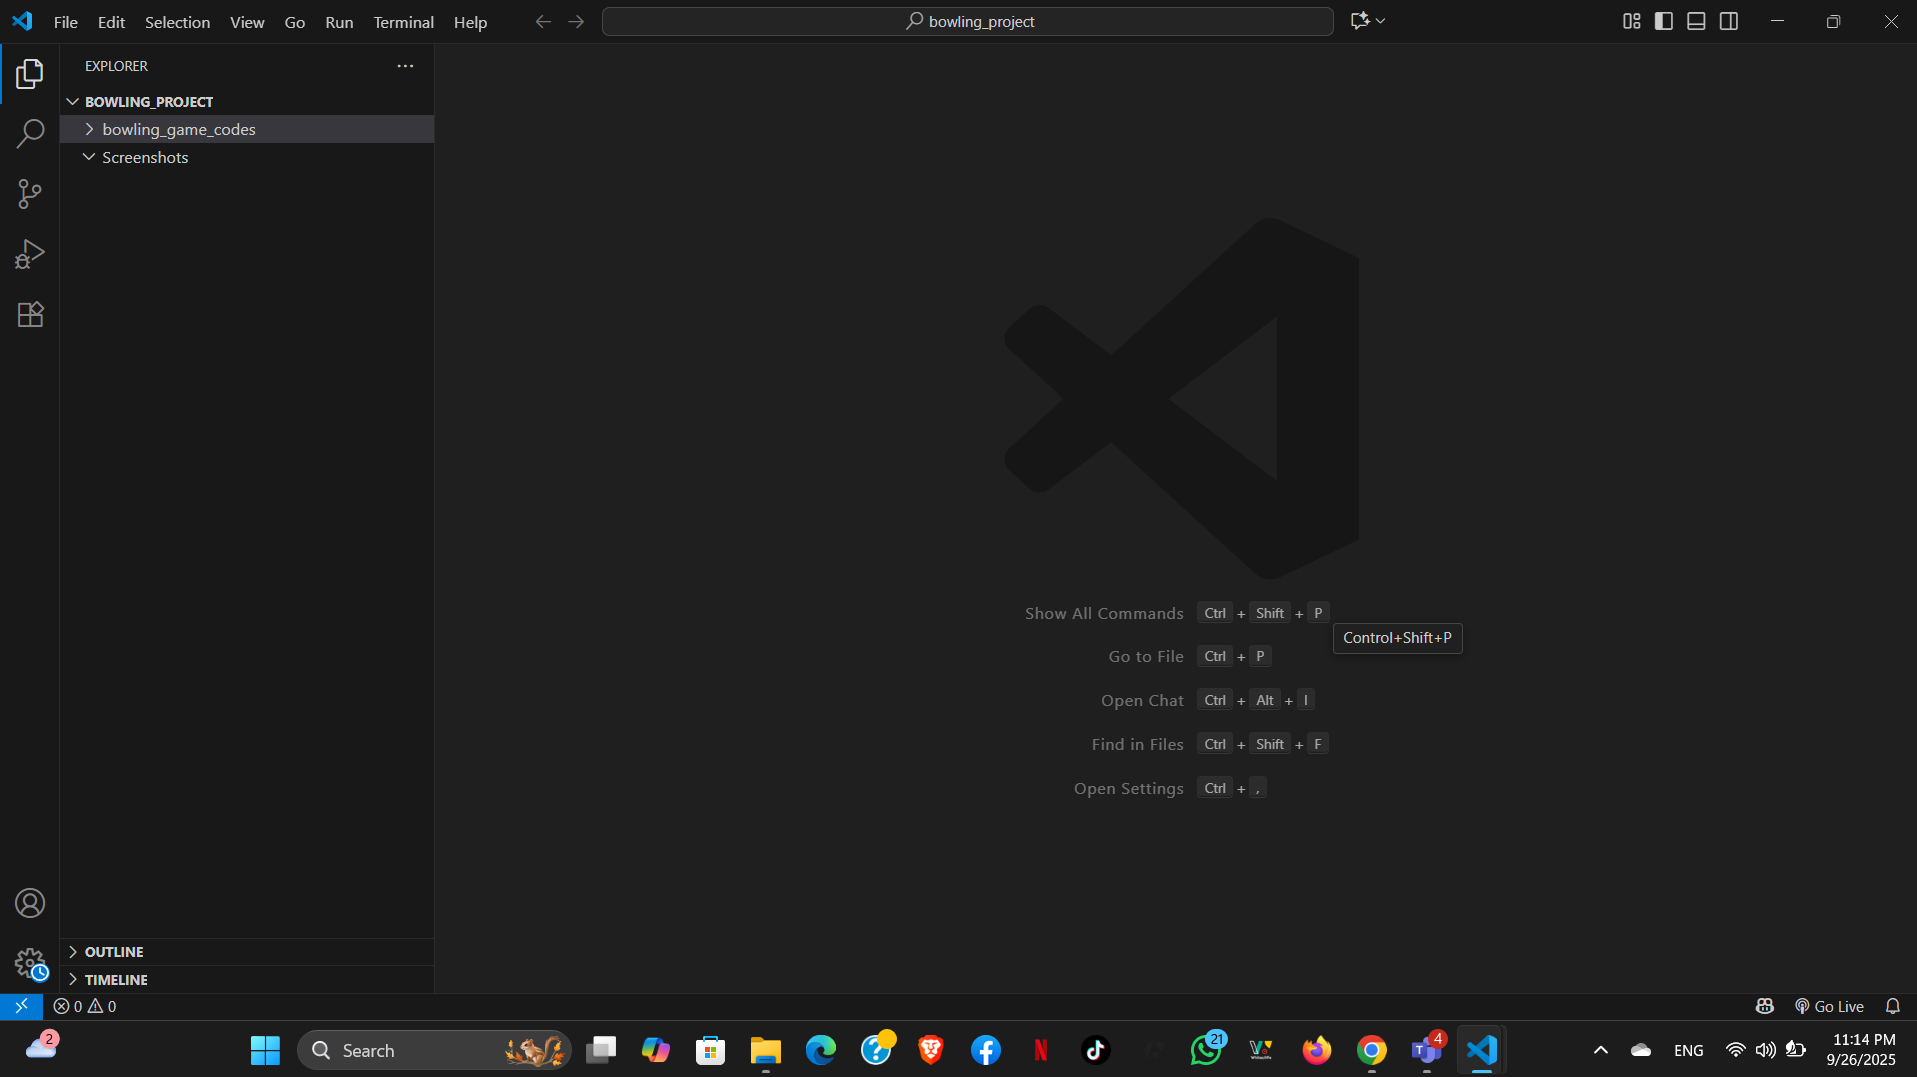 File Edit Selection View Go Run Terminal Help
bowling_project
EXPLORER
BOWLING_PROJECT
bowling_game_codes
Screenshots
Show All Commands Ctrl + Shift + P
Control+Shift+P
Go to File Ctrl + P
Open Chat Ctrl + Alt + I
Find in Files Ctrl + Shift + F
Open Settings Ctrl + ,
OUTLINE
TIMELINE
0 0
Go Live
2
Search
21
4
ENG
11:14 PM
9/26/2025